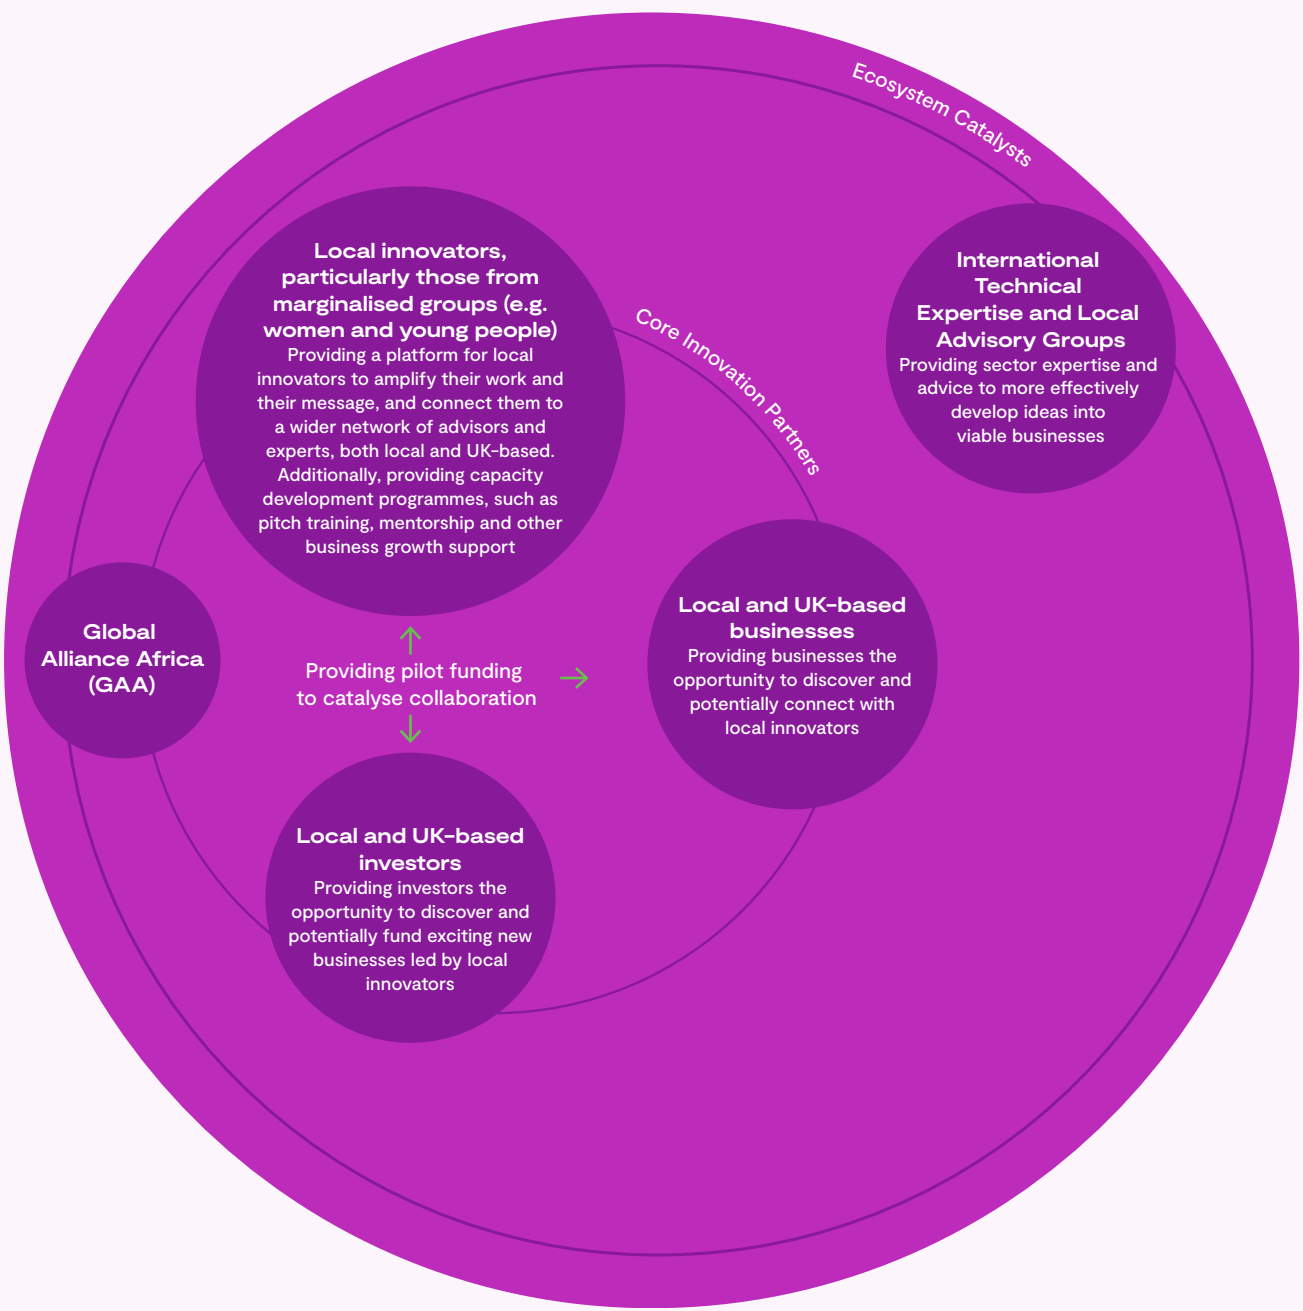 Ecosystem Catalysts
Local innovators,
particularly those from
marginalised groups (e.g.
women and young people)
Providing a platform for local
innovators to amplify their work and
their message, and connect them to
a wider network of advisors and
experts, both local and UK-based.
Additionally, providing capacity
development programmes, such as
pitch training, mentorship and other
business growth support
International
Technical
Expertise and Local
Advisory Groups
Providing sector expertise and
advice to more effectively
develop ideas into
viable businesses
Core Innovation Partners
Global
Alliance Africa
(GAA)
Providing pilot funding
to catalyse collaboration
Local and UK-based
businesses
Providing businesses the
opportunity to discover and
potentially connect with
local innovators
Local and UK-based
investors
Providing investors the
opportunity to discover and
potentially fund exciting new
businesses led by local
innovators